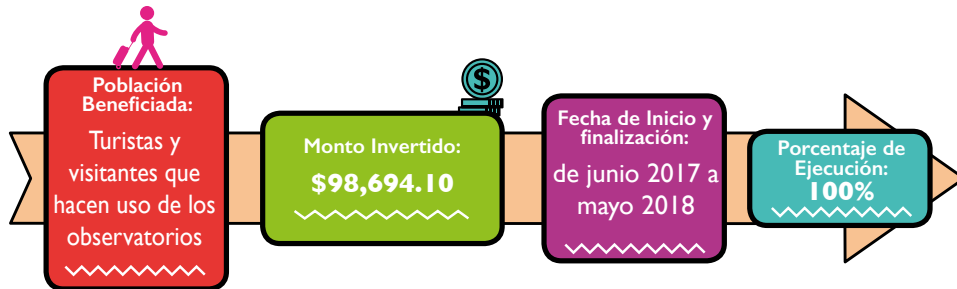 Población
Beneficiada:
Turistas y
visitantes que
hacen uso de los
observatorios
Monto Invertido:
$98,694.10
$
Fecha de Inicio y
finalización:
de junio 2017 a
mayo 2018
Porcentaje de
Ejecución:
100%